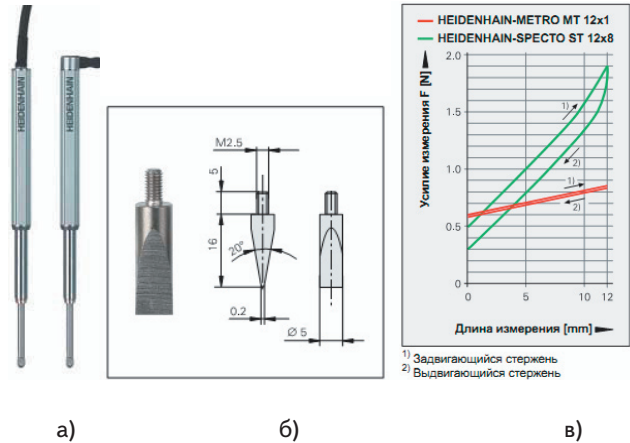 HEIDENHAIN
HEIDENHAIN
M2.5
5
16
20°
0.2
Ø 5
HEIDENHAIN-METRO MT 12x1
HEIDENHAIN-SPECTO ST 12x8
Усилие измерения F [N]
2.0
1.5
1.0
0.5
0
1)
2)
1)
2)
0
5
10
12
Длина измерения [mm]
1) Задвигающийся стержень
2) Выдвигающийся стержень
а)
б)
в)